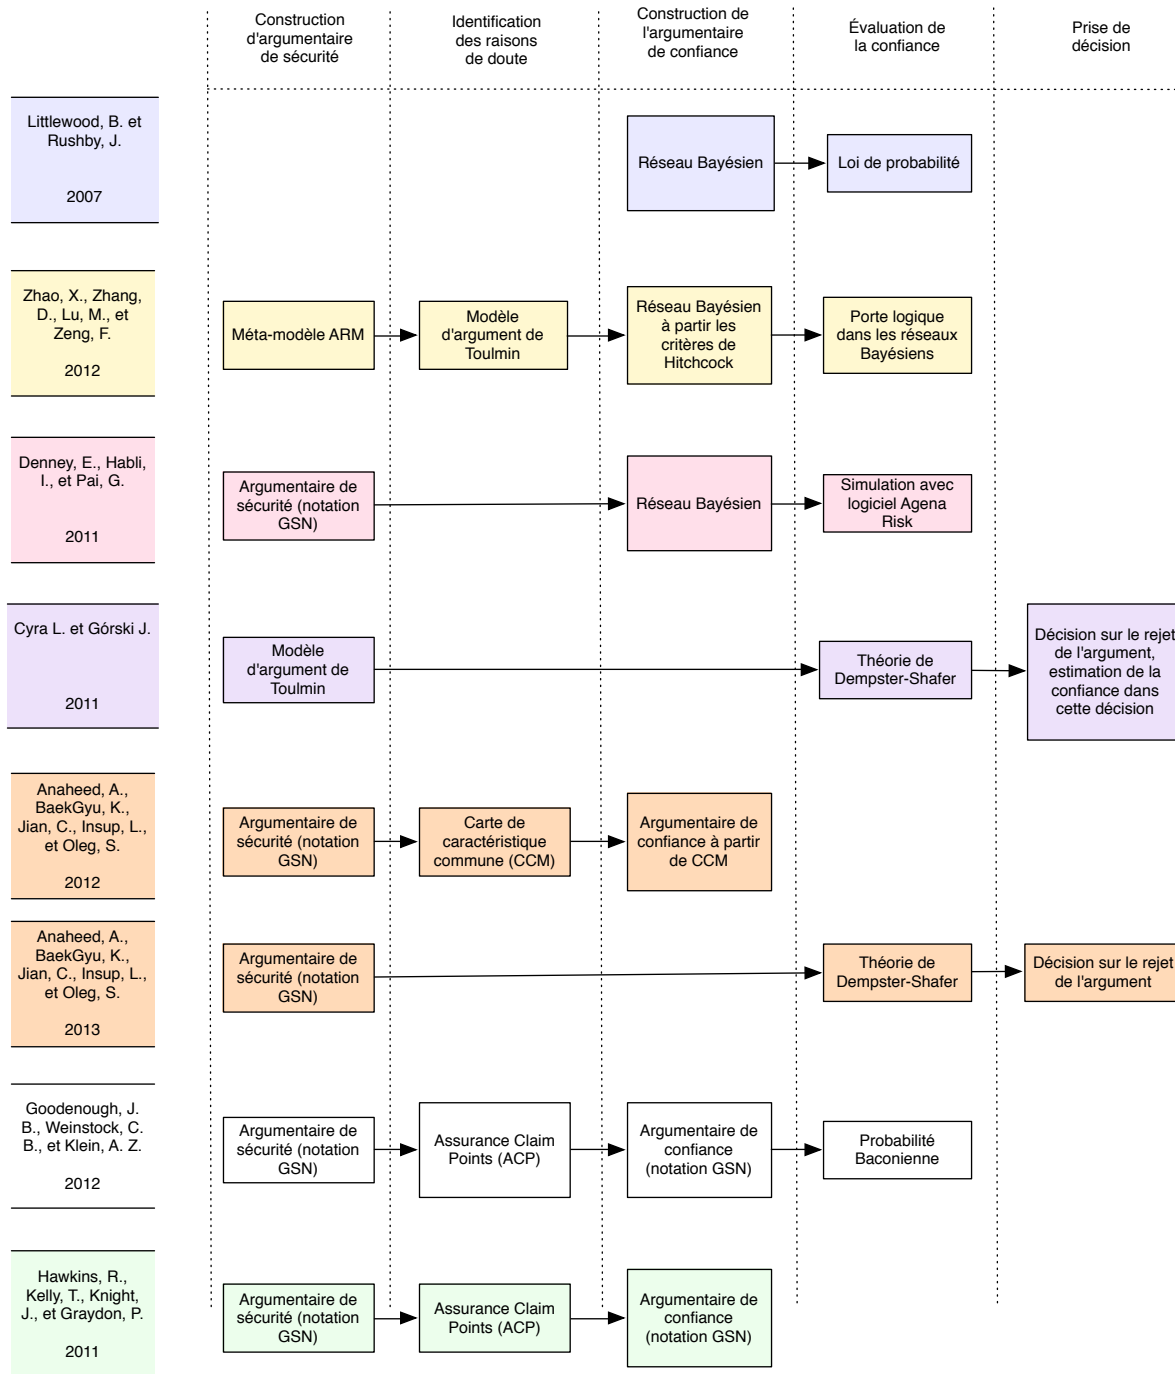 Construction
d'argumentaire
de sécurité
Identification
des raisons
de doute
Construction de
l'argumentaire
de confiance
Évaluation de
la confiance
Prise de
décision
Littlewood, B. et
Rushby, J.
2007
Réseau Bayésien
Loi de probabilité
Zhao, X., Zhang,
D., Lu, M., et
Zeng, F.
2012
Méta-modèle ARM
Modèle
d'argument de
Toulmin
Réseau Bayésien
à partir les
critères de
Hitchcock
Porte logique
dans les réseaux
Bayésiens
Denney, E., Habli,
I., et Pai, G.
2011
Argumentaire de
sécurité (notation
GSN)
Réseau Bayésien
Simulation avec
logiciel Agena
Risk
Cyra L. et Górski J.
2011
Modèle
d'argument de
Toulmin
Théorie de
Dempster-Shafer
Décision sur le rejet
de l'argument,
estimation de la
confiance dans
cette décision
Anaheed, A.,
BaekGyu, K.,
Jian, C., Insup, L.,
et Oleg, S.
2012
Argumentaire de
sécurité (notation
GSN)
Carte de
caractéristique
commune (CCM)
Argumentaire de
confiance à partir
de CCM
Anaheed, A.,
BaekGyu, K.,
Jian, C., Insup, L.,
et Oleg, S.
2013
Argumentaire de
sécurité (notation
GSN)
Théorie de
Dempster-Shafer
Décision sur le rejet
de l'argument
Goodenough, J.
B., Weinstock, C.
B., et Klein, A. Z.
2012
Argumentaire de
sécurité (notation
GSN)
Assurance Claim
Points (ACP)
Argumentaire de
confiance
(notation GSN)
Probabilité
Baconienne
Hawkins, R.,
Kelly, T., Knight,
J., et Graydon, P.
2011
Argumentaire de
sécurité (notation
GSN)
Assurance Claim
Points (ACP)
Argumentaire de
confiance
(notation GSN)